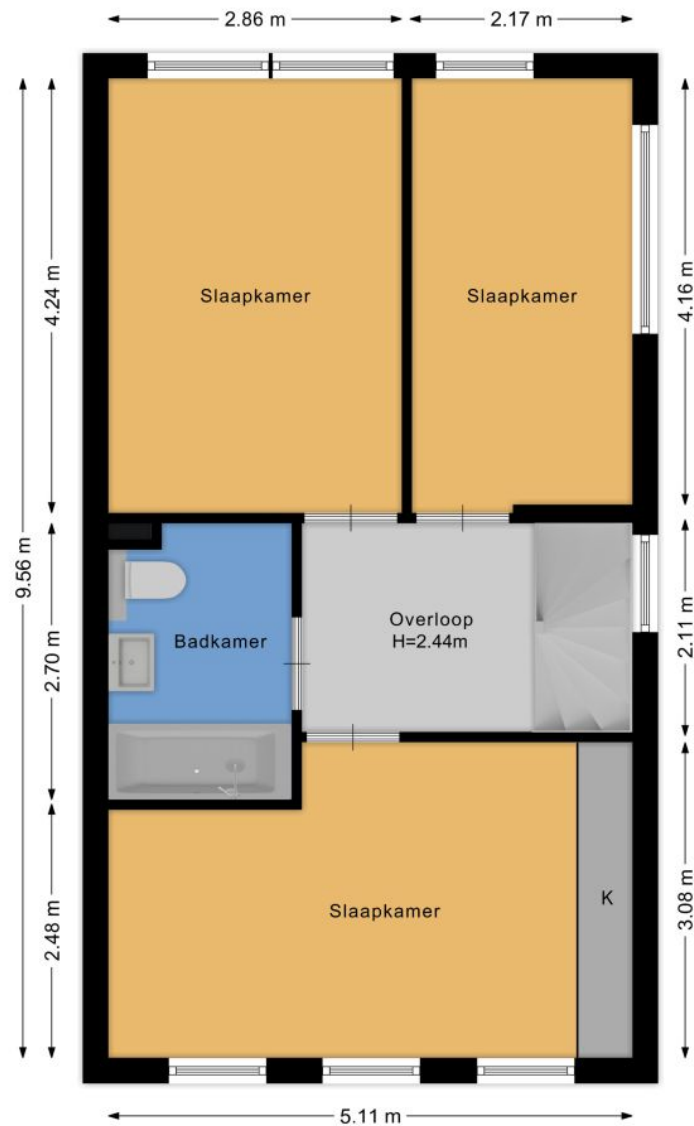 2.86 m
2.17 m
4.24 m
4.16 m
Slaapkamer
Slaapkamer
9.56 m
2.70 m
Badkamer
Overloop
H=2.44m
2.11 m
2.48 m
Slaapkamer
K
3.08 m
5.11 m